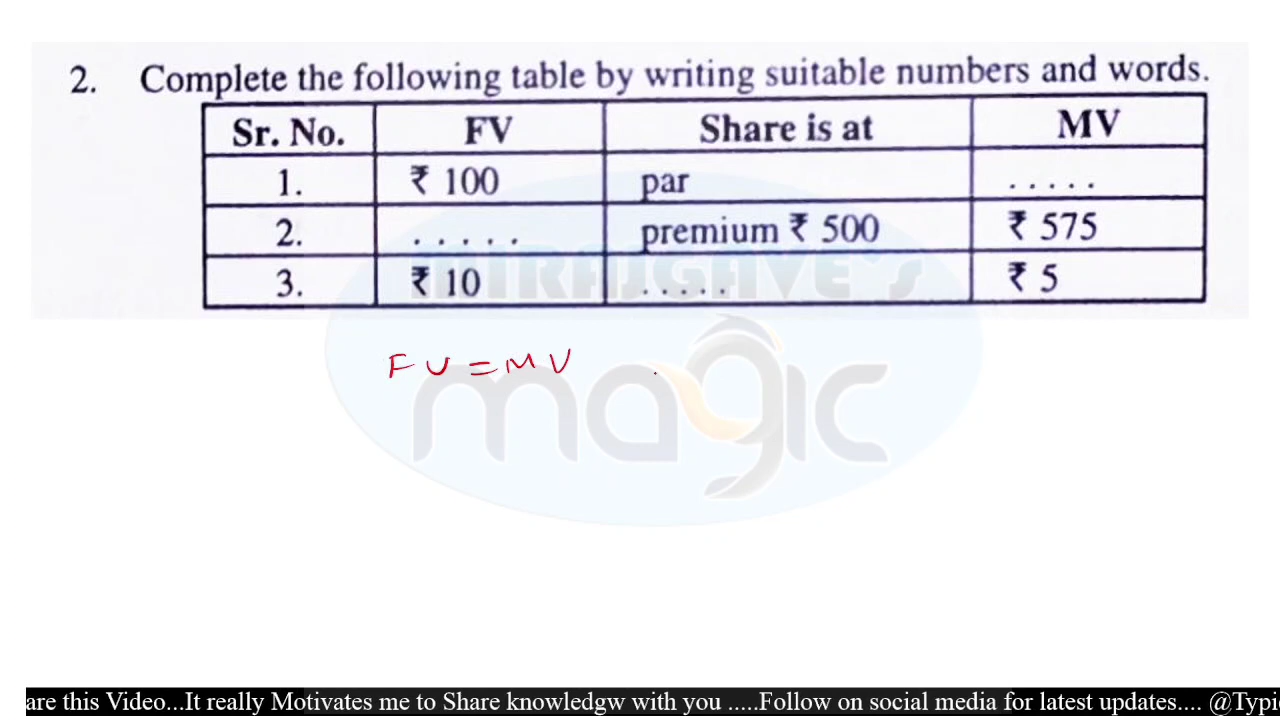 2. Complete the following table by writing suitable numbers and words.
Sr. No. FV Share is at MV
1. ₹ 100 par .....
2. ..... premium ₹ 500 ₹ 575
3. ₹ 10 ..... ₹ 5
MIRAJGAVE's
FV = MV
magic
are this Video...It really Motivates me to Share knowledgw with you .....Follow on social media for latest updates.... @Typi